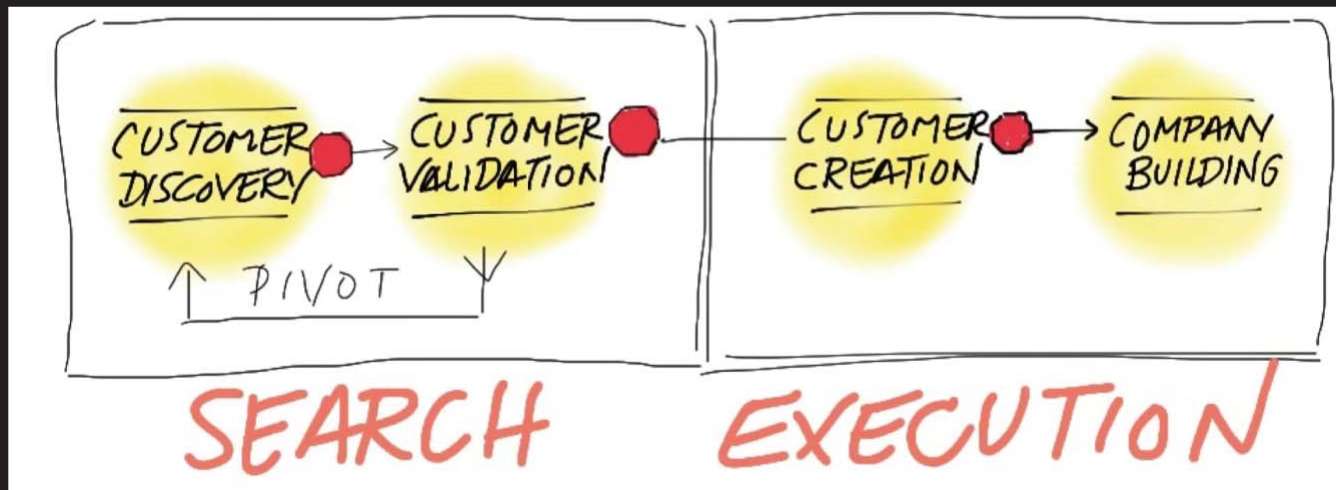 CUSTOMER
DISCOVERY
CUSTOMER
VALIDATION
CUSTOMER
CREATION
COMPANY
BUILDING
PIVOT
SEARCH
EXECUTION